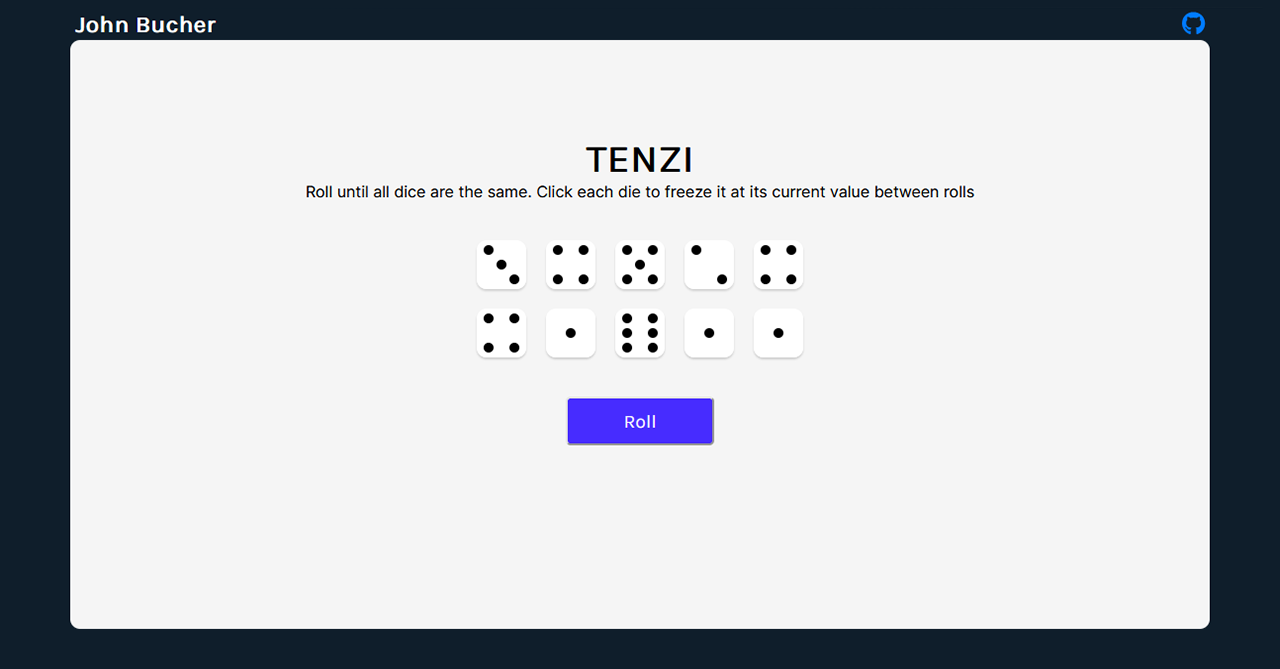 John Bucher
TENZI
Roll until all dice are the same. Click each die to freeze it at its current value between rolls
Roll